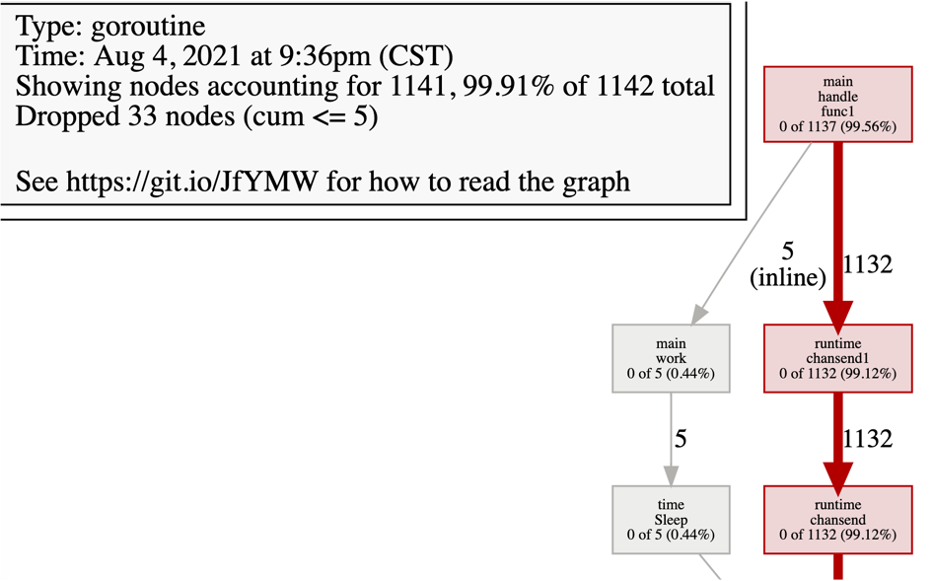 Type: goroutine
Time: Aug 4, 2021 at 9:36pm (CST)
Showing nodes accounting for 1141, 99.91% of 1142 total
Dropped 33 nodes (cum <= 5)
See https://git.io/JfYMW for how to read the graph
main
handle
func1
0 of 1137 (99.56%)
5
(inline)
1132
main
work
0 of 5 (0.44%)
runtime
chansend1
0 of 1132 (99.12%)
5
1132
time
Sleep
0 of 5 (0.44%)
runtime
chansend
0 of 1132 (99.12%)